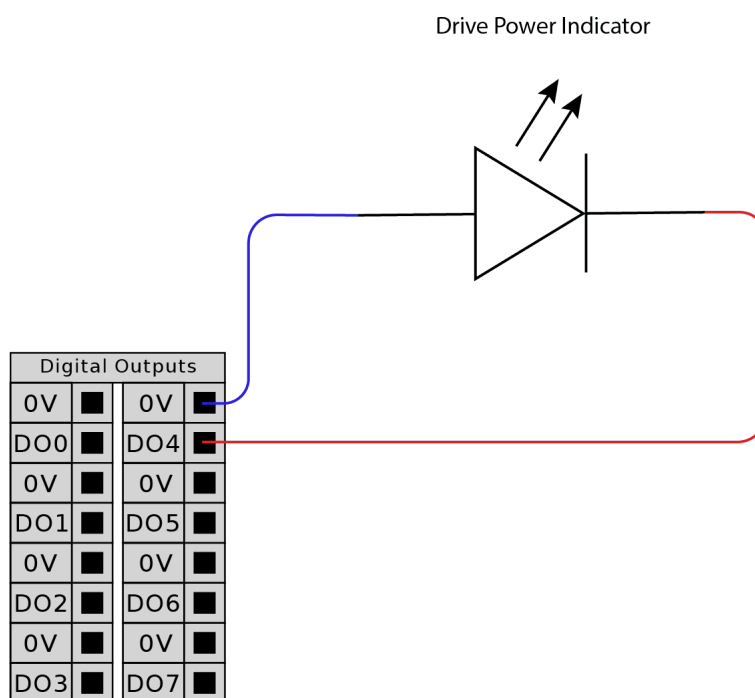 Drive Power Indicator
Digital Outputs
0V 0V
DO0 DO4
0V 0V
DO1 DO5
0V 0V
DO2 DO6
0V 0V
DO3 DO7